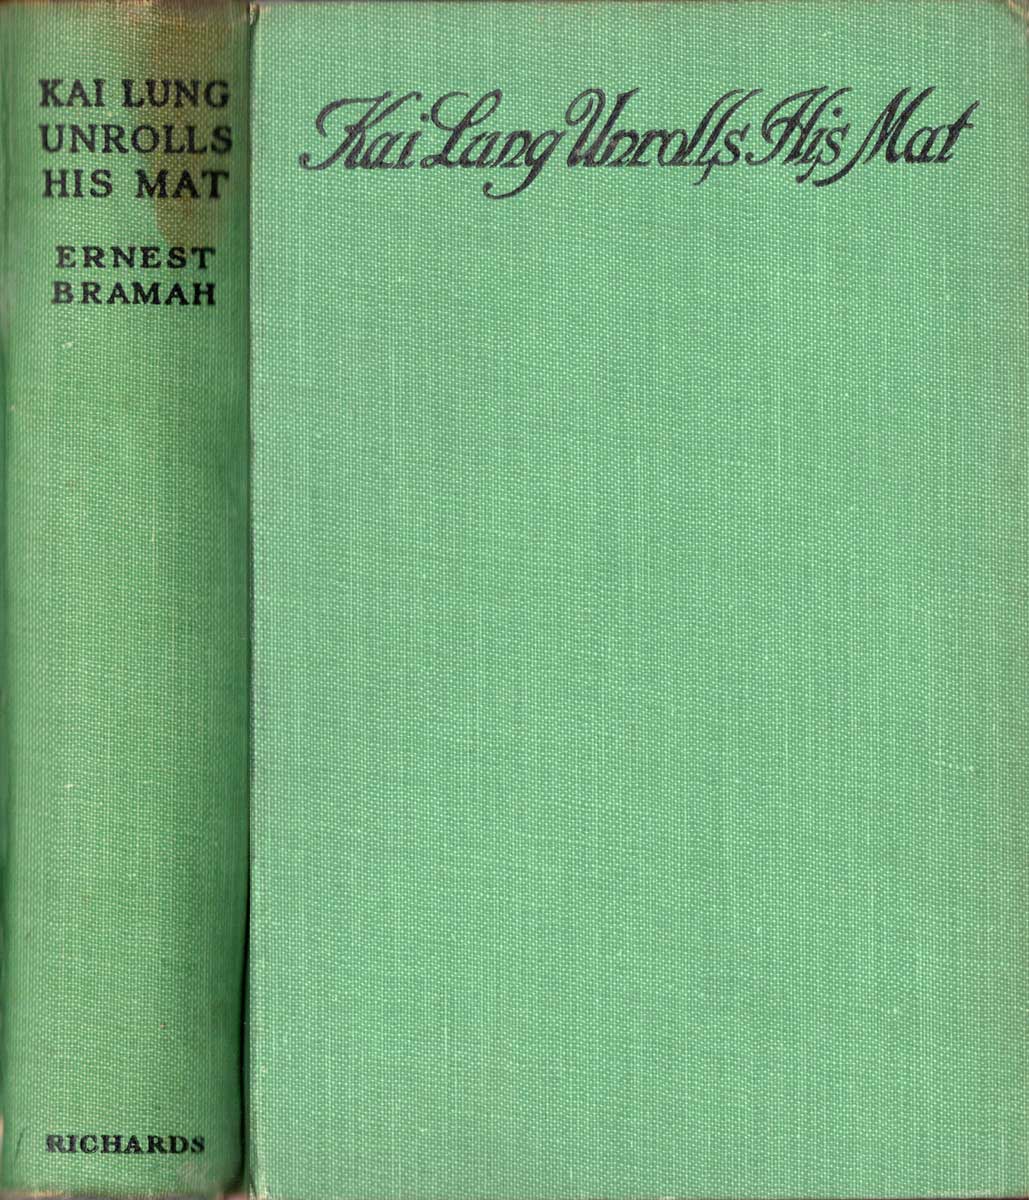 KAI LUNG
UNROLLS
HIS MAT
ERNEST
BRAMAH
RICHARDS
Kai Lung Unrolls His Mat